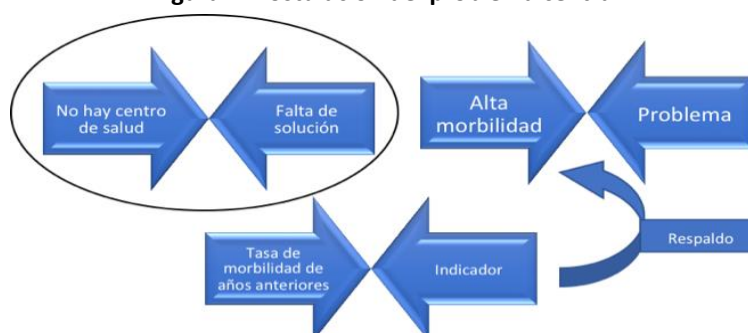 No hay centro
de salud
Falta de
solución
Alta
morbilidad
Problema
Tasa de
morbilidad de
años anteriores
Indicador
Respaldo